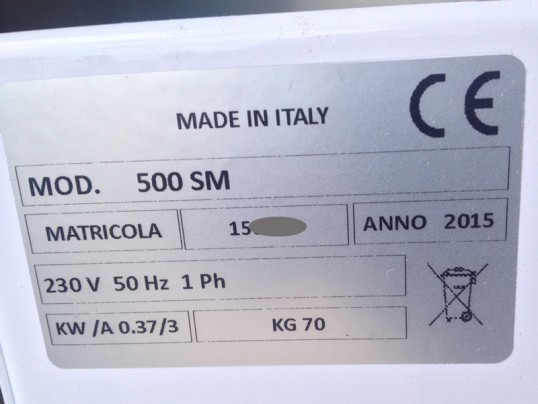 MADE IN ITALY CE
MOD. 500 SM
MATRICOLA 15 ANNO 2015
230 V 50 Hz 1 Ph
KW /A 0.37/3 KG 70